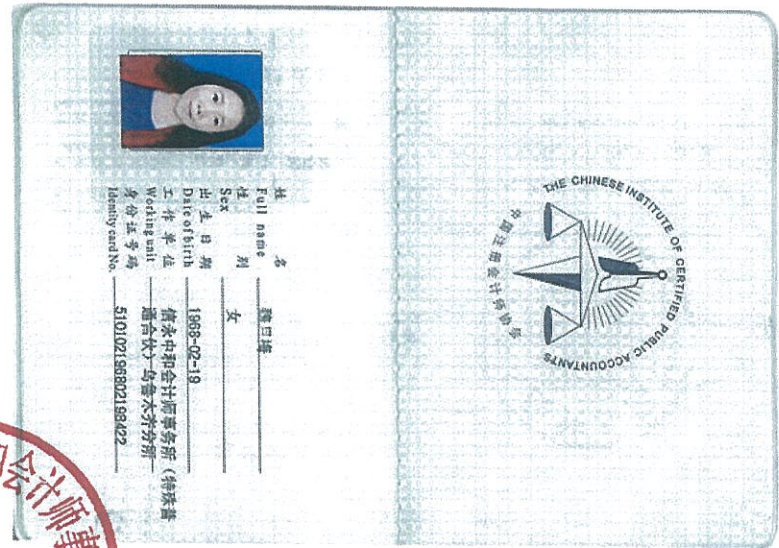 THE CHINESE INSTITUTE OF CERTIFIED PUBLIC ACCOUNTANTS
中国注册会计师协会
姓 名
Full name
性 别 女
Sex
出 生 日 期 1968-02-19
Date of birth
工 作 单 位 信永中和会计师事务所（特殊普
Working unit 通合伙）乌鲁木齐分所
身份证号码 510102196802198422
Identity card No.
会计师事